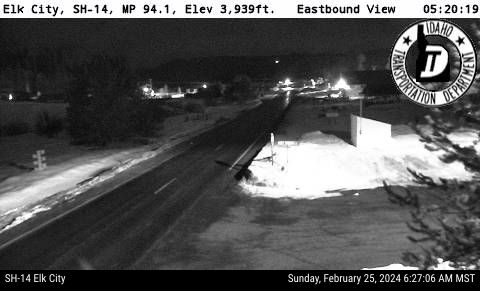 Elk City, SH-14, MP 94.1, Elev 3,939ft. Eastbound View 05:20:19
IDAHO
TRANSPORTATION DEPARTMENT
SH-14 Elk City Sunday, February 25, 2024 6:27:06 AM MST